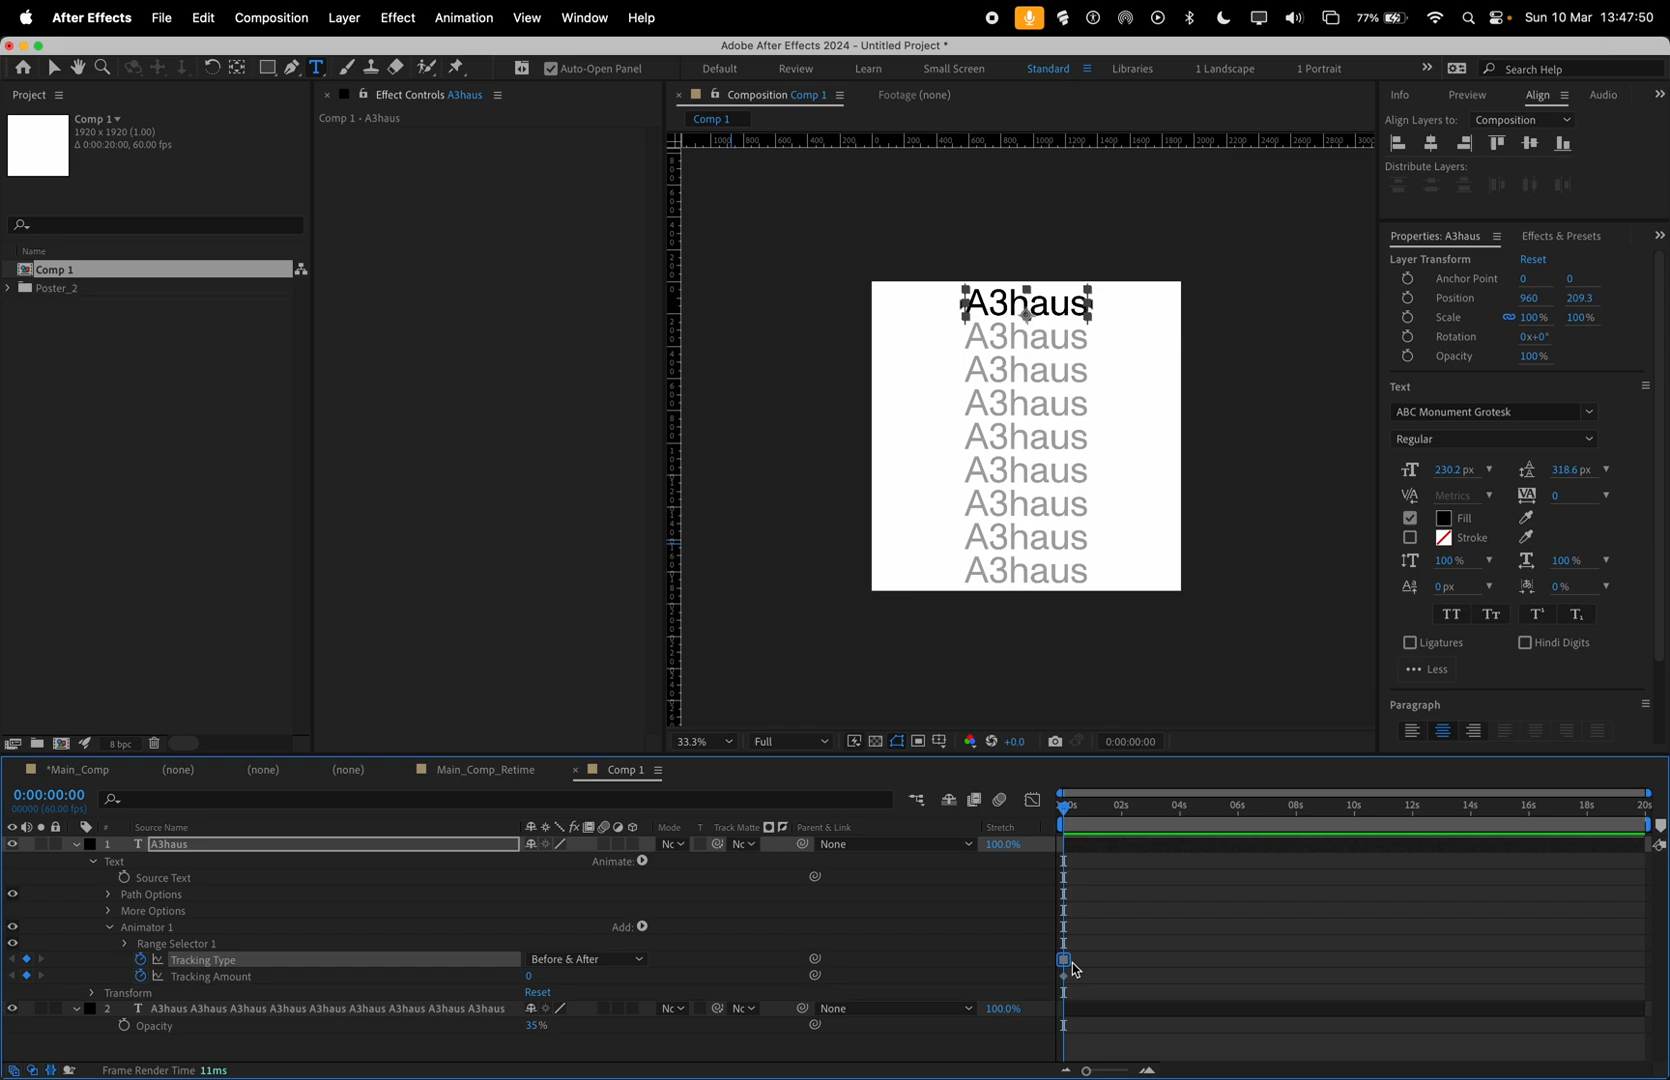 After Effects File Edit Composition Layer Effect Animation View Window Help 77% Sun 10 Mar 13:47:50
Adobe After Effects 2024 - Untitled Project *
Auto-Open Panel Default Review Learn Small Screen Standard Libraries 1 Landscape 1 Portrait Search Help
Project Effect Controls A3haus Composition Comp 1 Footage (none) Info Preview Align Audio
Comp 1
1920 x 1920 (1.00)
Δ 0:00:20:00, 60.00 fps
Comp 1 • A3haus
Comp 1
Align Layers to: Composition
Distribute Layers:
Name
Comp 1
Poster_2
A3haus
A3haus
A3haus
A3haus
A3haus
A3haus
A3haus
A3haus
A3haus
Properties: A3haus Effects & Presets
Layer Transform Reset
Anchor Point 0 0
Position 960 209.3
Scale 100% 100%
Rotation 0x+0°
Opacity 100%
Text
ABC Monument Grotesk
Regular
230.2 px 318.6 px
Metrics 0
Fill
Stroke
100% 100%
0 px 0 %
TT Tт T¹ T₁
Ligatures Hindi Digits
Less
Paragraph
8 bpc 33.3% Full +0.0 0:00:00:00
*Main_Comp (none) (none) (none) Main_Comp_Retime Comp 1
0:00:00:00
00000 (60.00 fps)
02s 04s 06s 08s 10s 12s 14s 16s 18s 20s
# Source Name Mode T Track Matte Parent & Link Stretch
1 T A3haus None 100.0%
Text Animate:
Source Text
Path Options
More Options
Animator 1 Add:
Range Selector 1
Tracking Type Before & After
Tracking Amount 0
Transform Reset
2 T A3haus A3haus A3haus A3haus A3haus A3haus A3haus A3haus A3haus None 100.0%
Opacity 35%
Frame Render Time 11ms